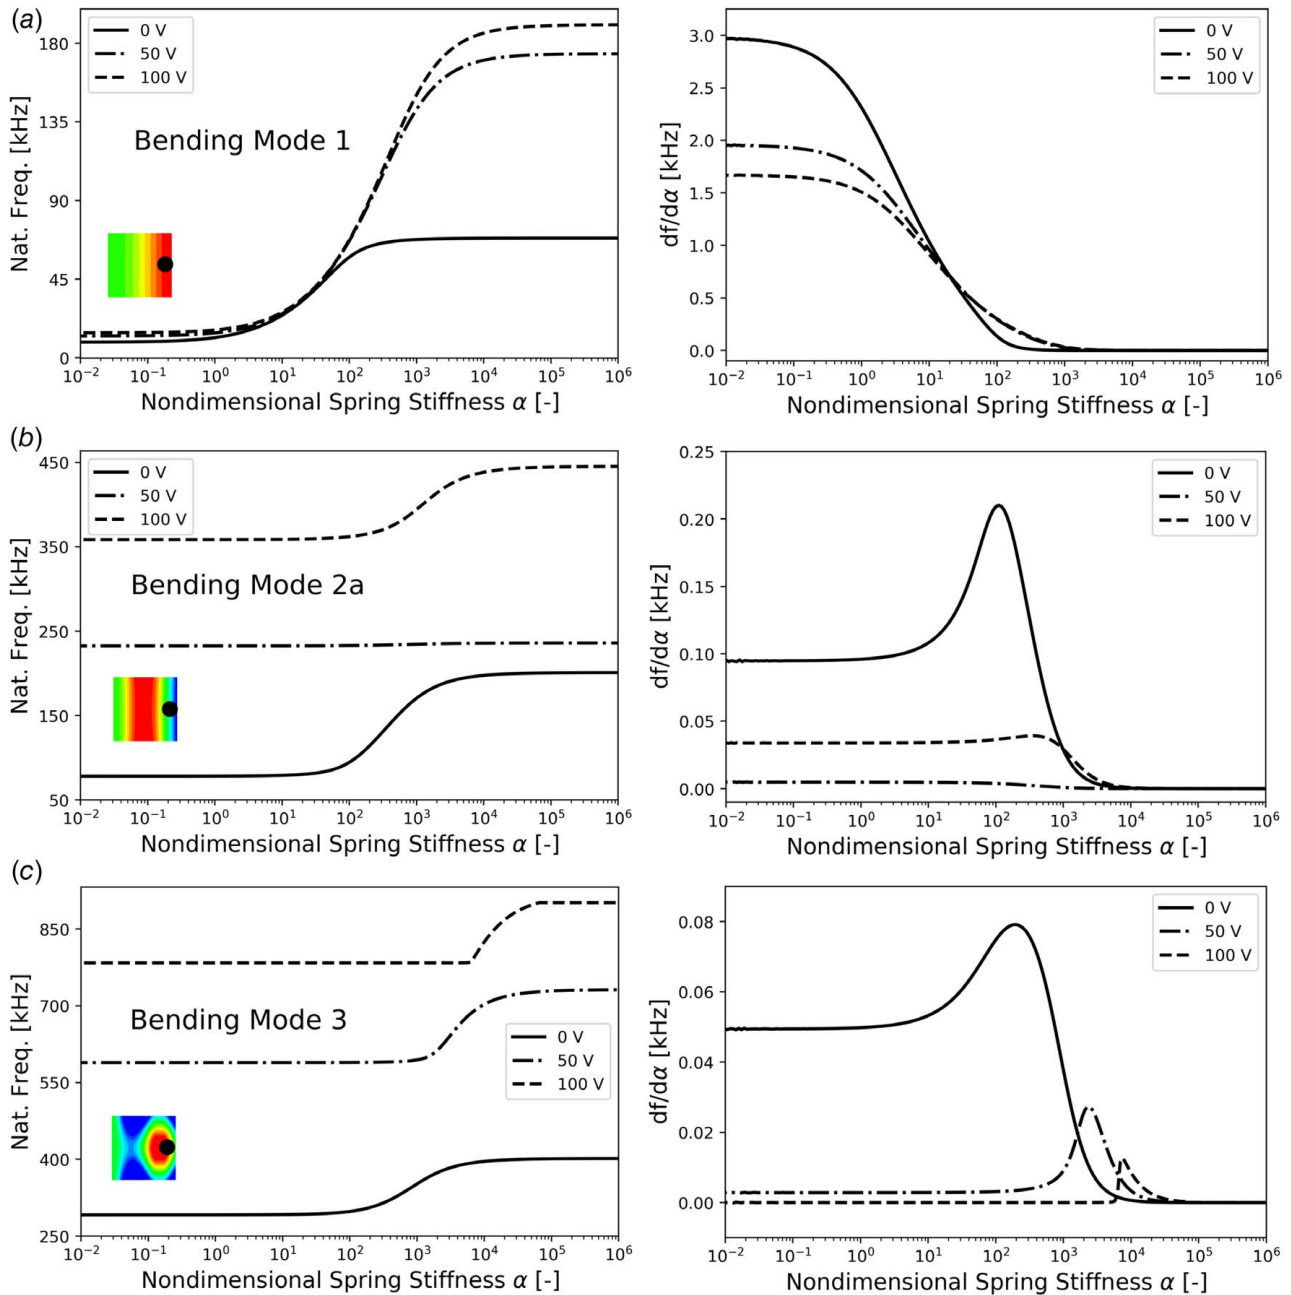 (a)
180
135
90
45
0
Nat. Freq. [kHz]
0 V
50 V
100 V
Bending Mode 1
10⁻² 10⁻¹ 10⁰ 10¹ 10² 10³ 10⁴ 10⁵ 10⁶
Nondimensional Spring Stiffness α [-]
3.0
2.5
2.0
1.5
1.0
0.5
0.0
df/dα [kHz]
0 V
50 V
100 V
10⁻² 10⁻¹ 10⁰ 10¹ 10² 10³ 10⁴ 10⁵ 10⁶
Nondimensional Spring Stiffness α [-]
(b)
450
350
250
150
50
Nat. Freq. [kHz]
0 V
50 V
100 V
Bending Mode 2a
10⁻² 10⁻¹ 10⁰ 10¹ 10² 10³ 10⁴ 10⁵ 10⁶
Nondimensional Spring Stiffness α [-]
0.25
0.20
0.15
0.10
0.05
0.00
df/dα [kHz]
0 V
50 V
100 V
10⁻² 10⁻¹ 10⁰ 10¹ 10² 10³ 10⁴ 10⁵ 10⁶
Nondimensional Spring Stiffness α [-]
(c)
850
700
550
400
250
Nat. Freq. [kHz]
Bending Mode 3
0 V
50 V
100 V
10⁻² 10⁻¹ 10⁰ 10¹ 10² 10³ 10⁴ 10⁵ 10⁶
Nondimensional Spring Stiffness α [-]
0.08
0.06
0.04
0.02
0.00
df/dα [kHz]
0 V
50 V
100 V
10⁻² 10⁻¹ 10⁰ 10¹ 10² 10³ 10⁴ 10⁵ 10⁶
Nondimensional Spring Stiffness α [-]